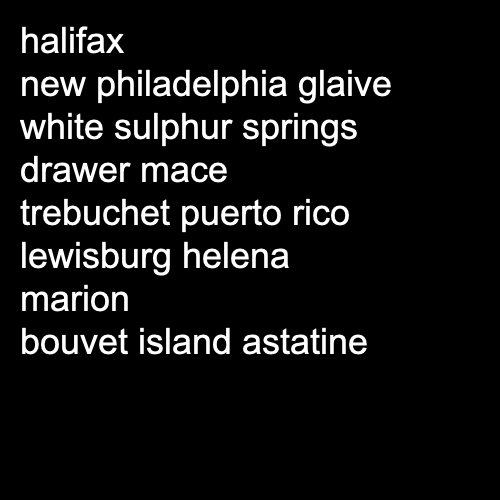 halifax
new philadelphia glaive
white sulphur springs
drawer mace
trebuchet puerto rico
lewisburg helena
marion
bouvet island astatine